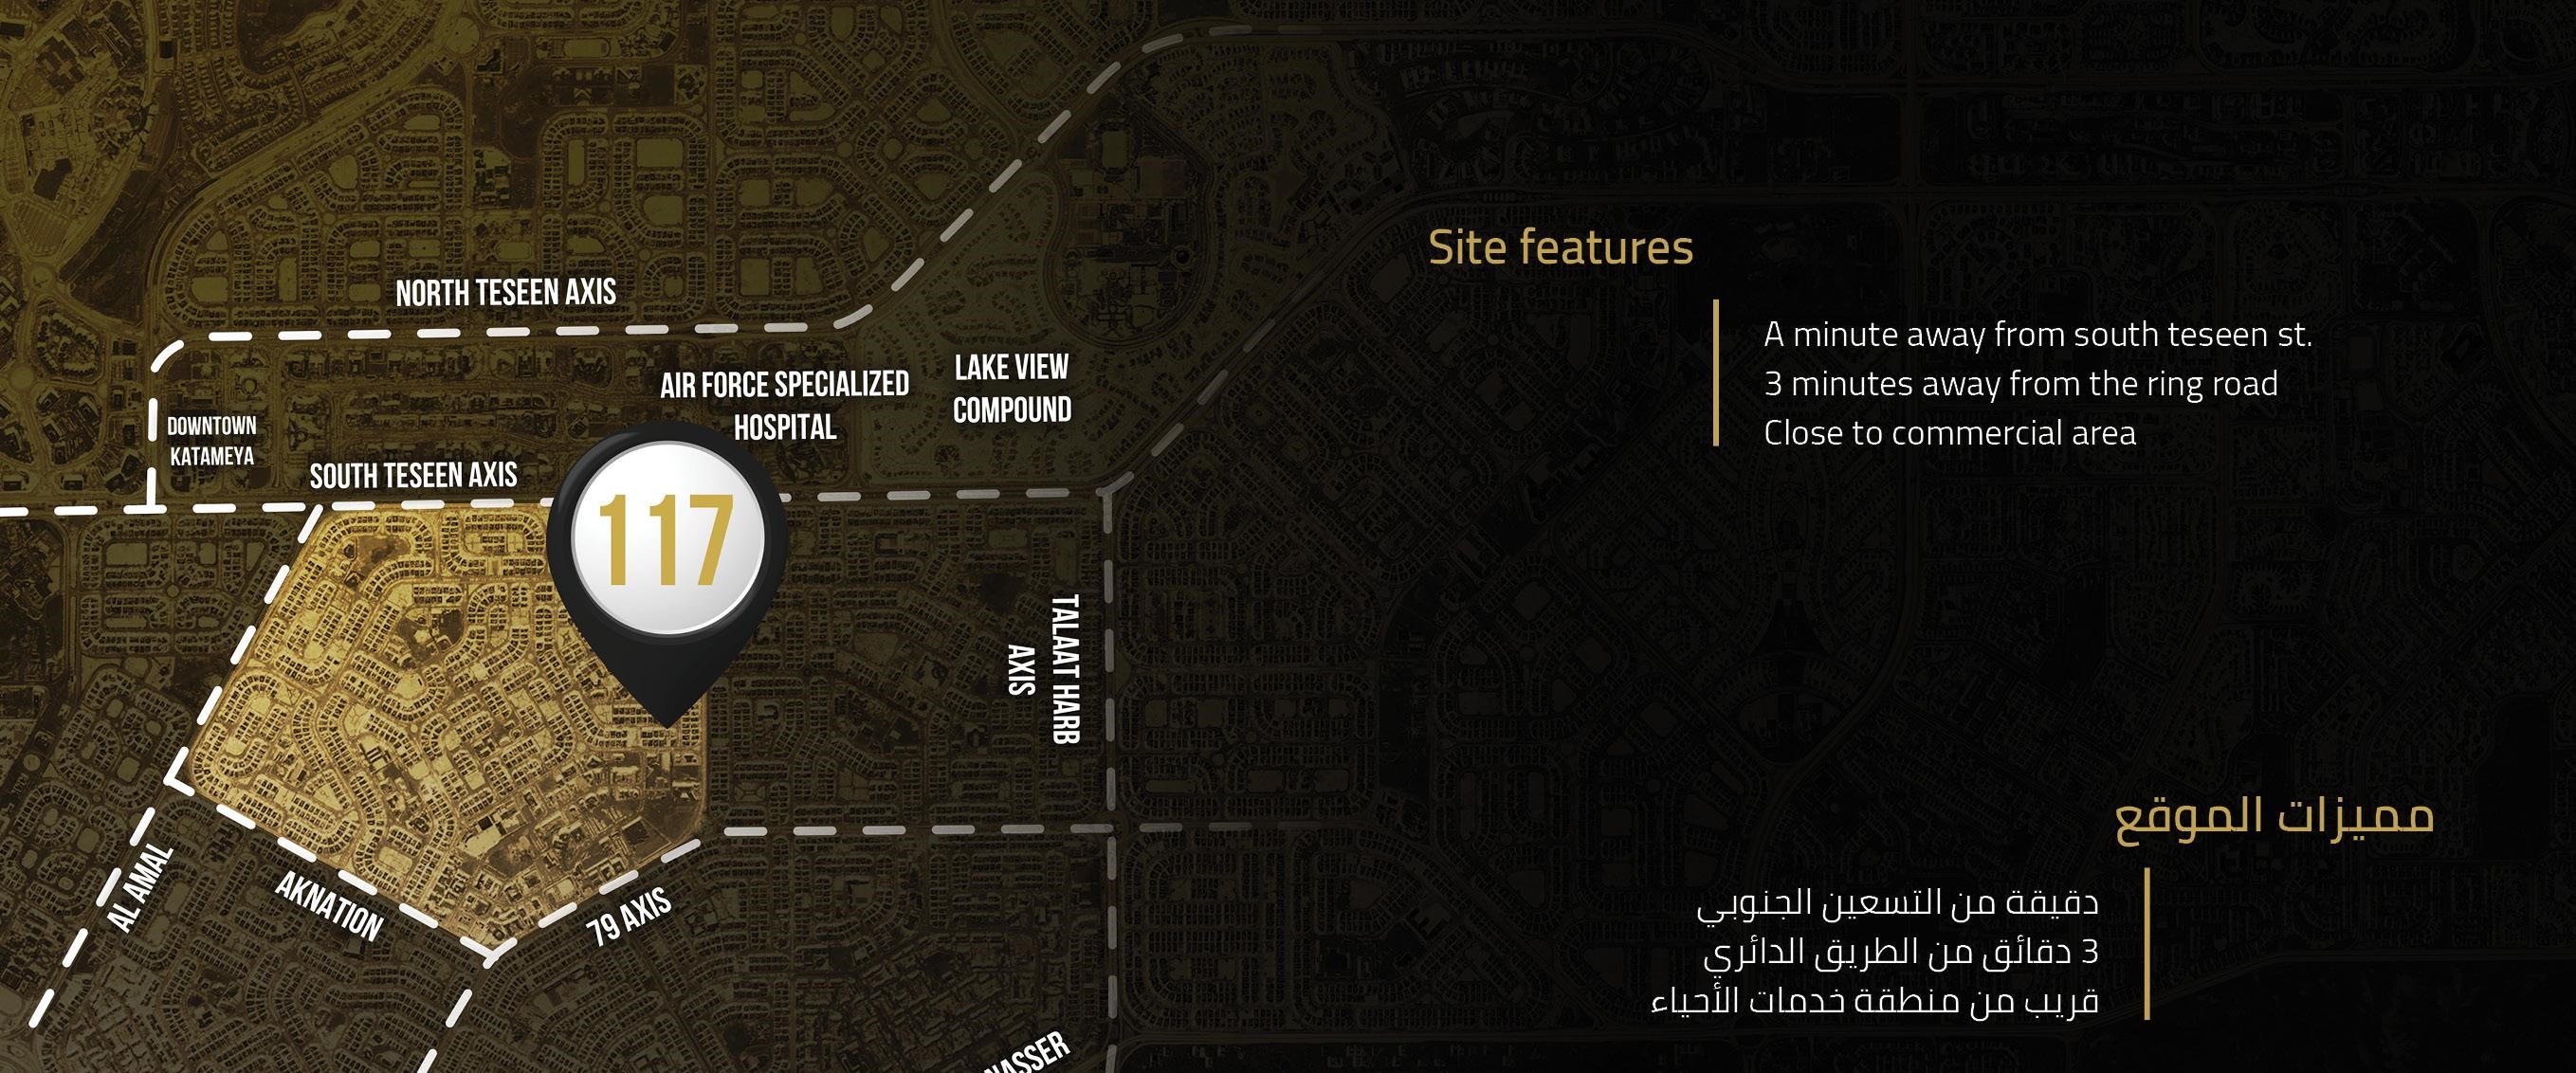 NORTH TESEEN AXIS
AIR FORCE SPECIALIZED
HOSPITAL
LAKE VIEW
COMPOUND
DOWNTOWN
KATAMEYA
SOUTH TESEEN AXIS
117
TALAAT HARB
AXIS
AL AMAL
AKNATION
79 AXIS
NASSER
Site features
A minute away from south teseen st.
3 minutes away from the ring road
Close to commercial area
مميزات الموقع
دقيقة من التسعين الجنوبي
3 دقائق من الطريق الدائري
قريب من منطقة خدمات الأحياء